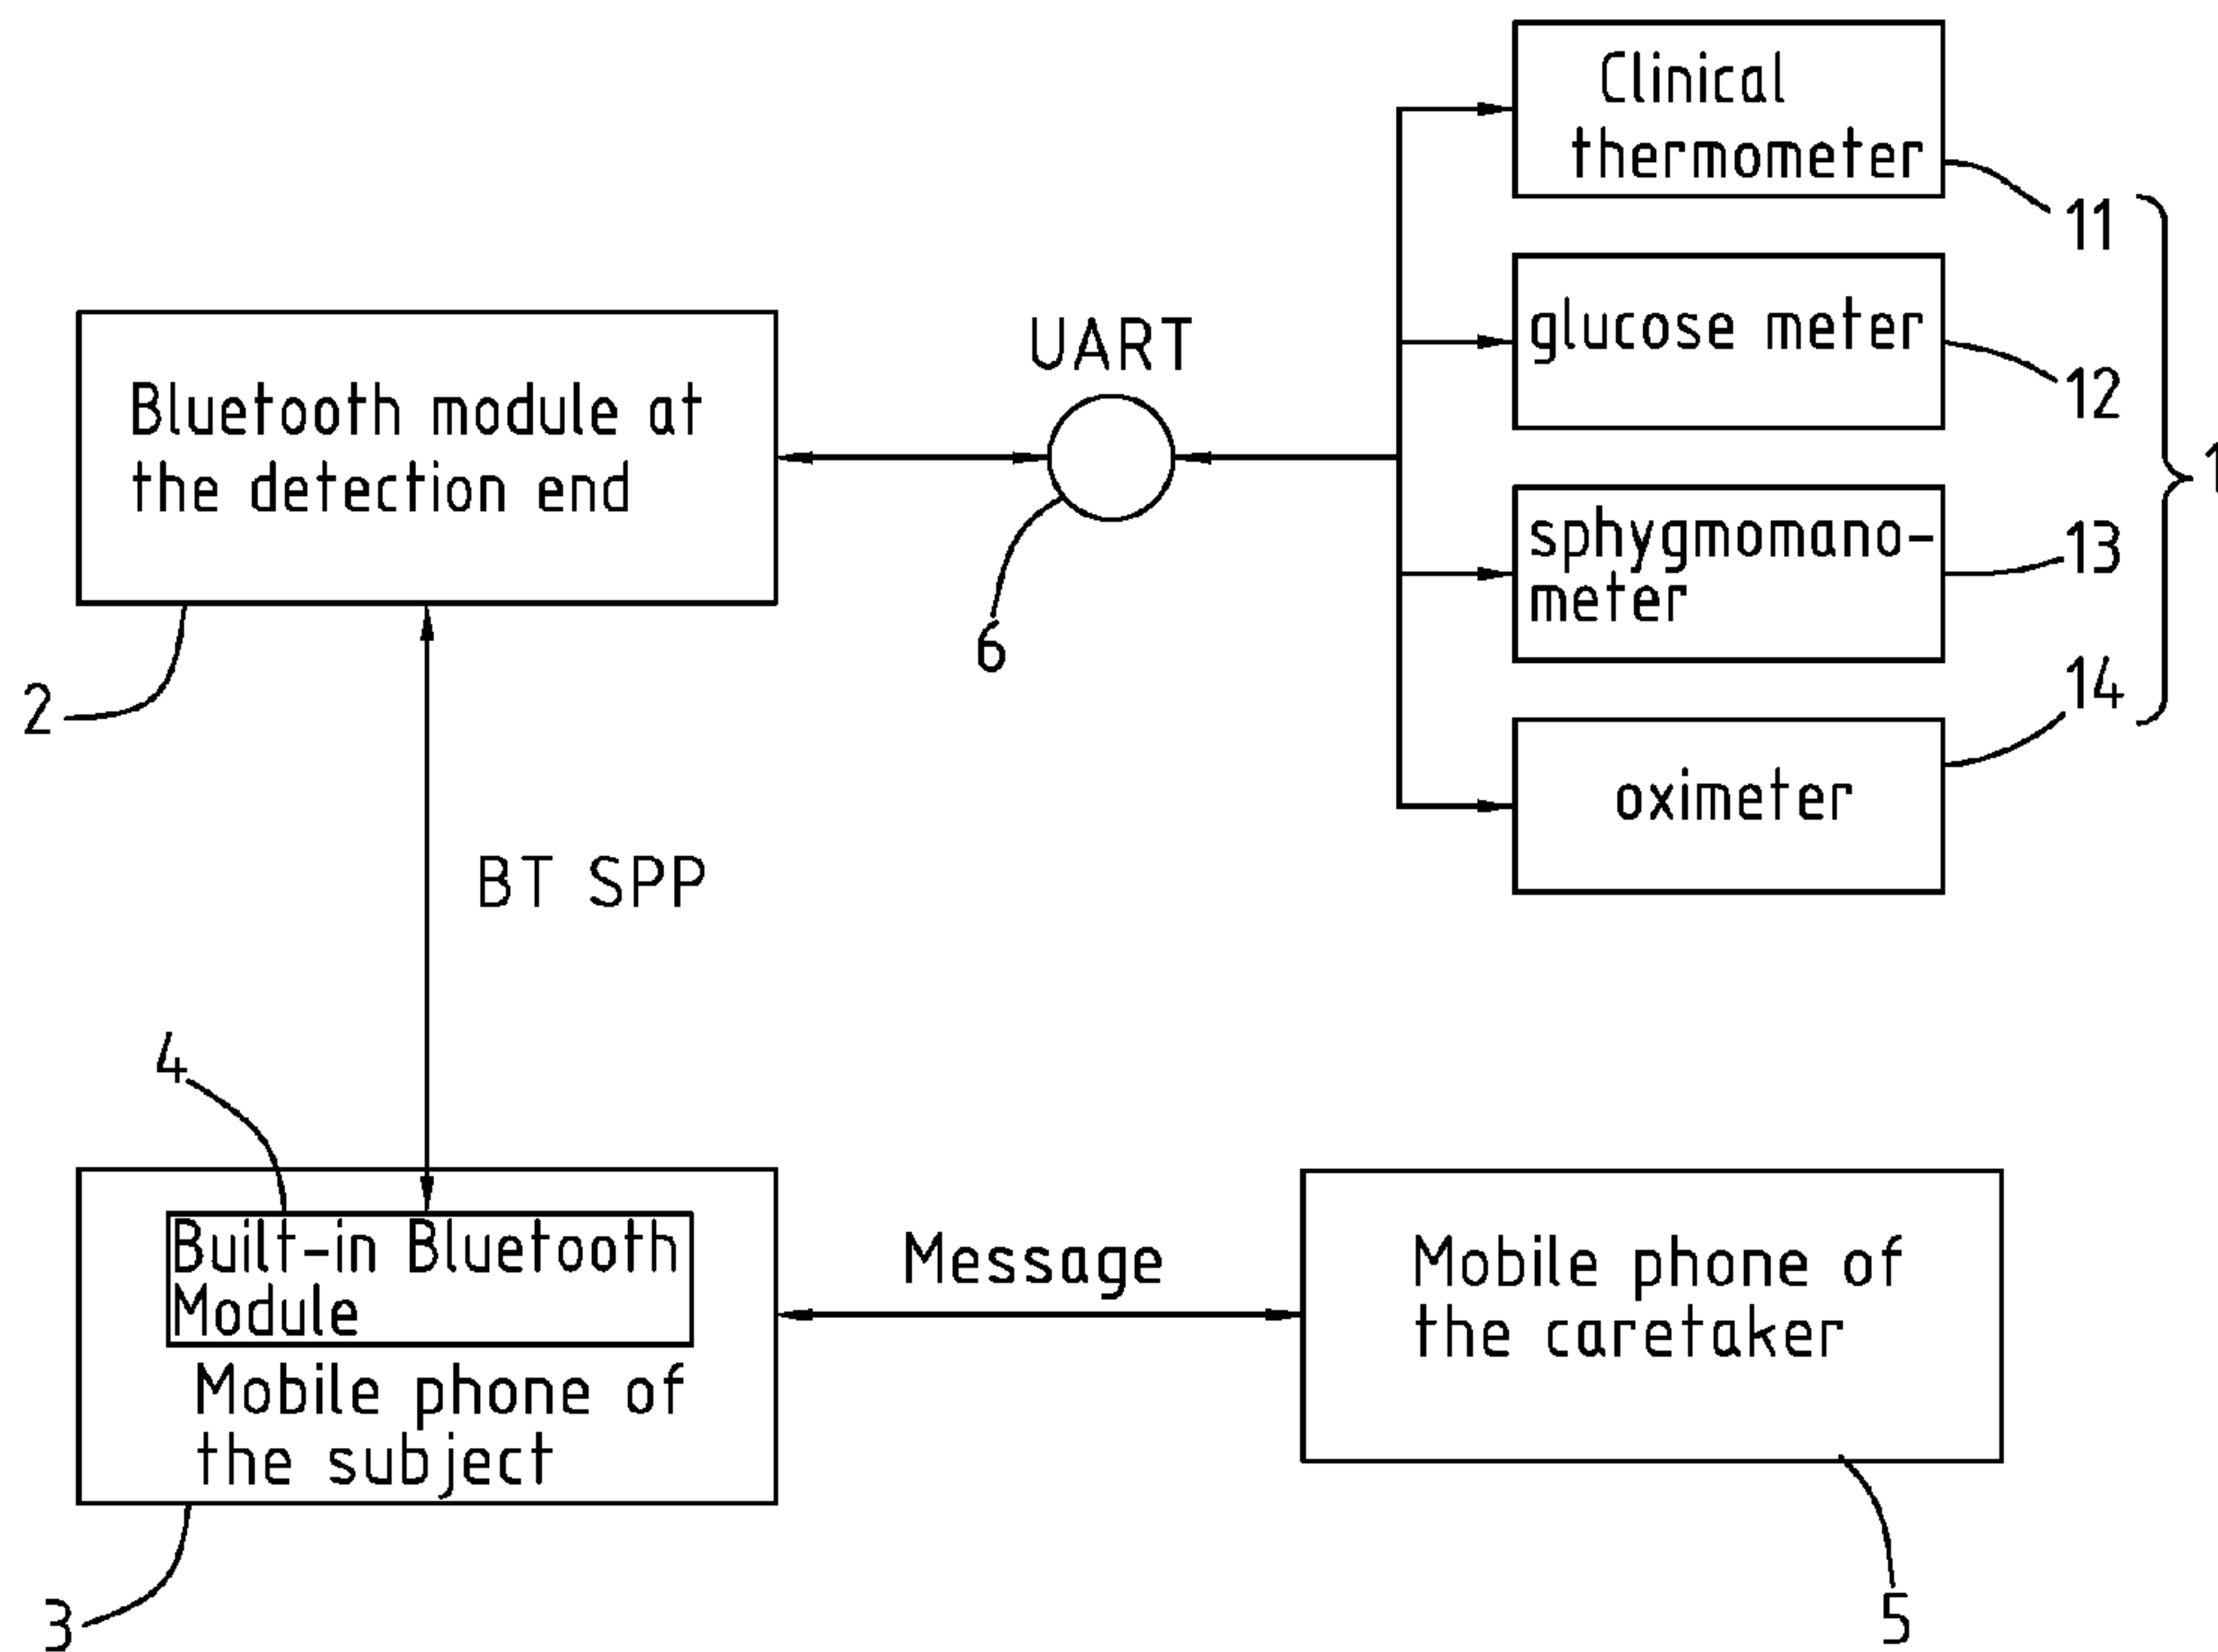 Clinical
thermometer
11
glucose meter
12
UART
Bluetooth module at
the detection end
1
sphygmomano-
meter
13
6
14
2
oximeter
BT SPP
4
Built-in Bluetooth
Module
Mobile phone of
the subject
Message
Mobile phone of
the caretaker
3
5